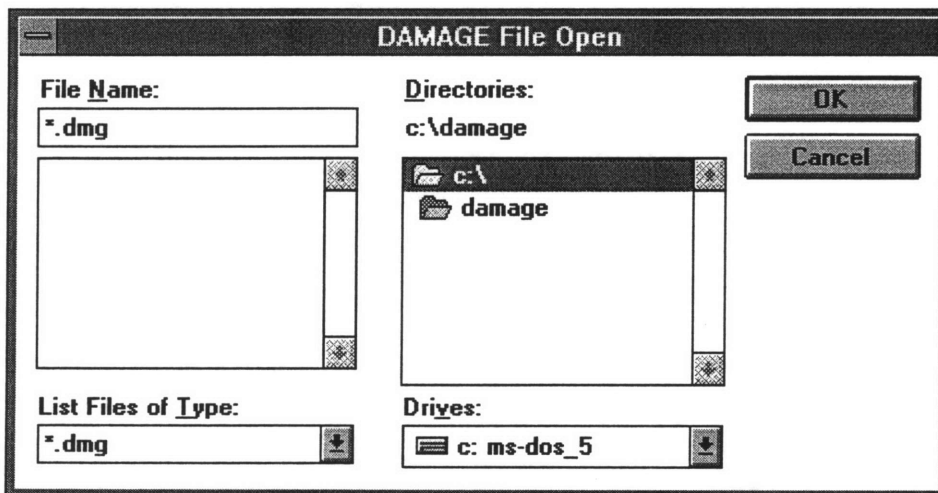 DAMAGE File Open
File Name:
*.dmg
List Files of Type:
*.dmg
Directories:
c:\damage
c:\
damage
Drives:
c: ms-dos_5
OK
Cancel